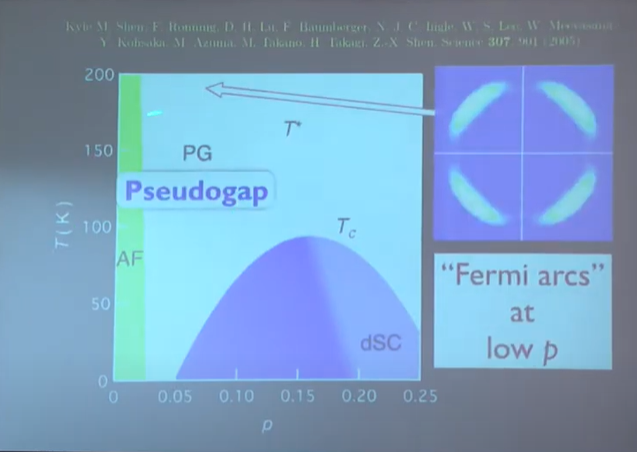 Kyle M. Shen, F. Ronning, D. H. Lu, F. Baumberger, N. J. C. Ingle, W. S. Lee, W. Meevasana,
Y. Kohsaka, M. Azuma, M. Takano, H. Takagi, Z.-X. Shen, Science 307, 901 (2005)
200
150
100
50
0
T(K)
T*
PG
Pseudogap
AF
Tc
dSC
0
0.05
0.10
0.15
0.20
0.25
p
“Fermi arcs”
at
low p